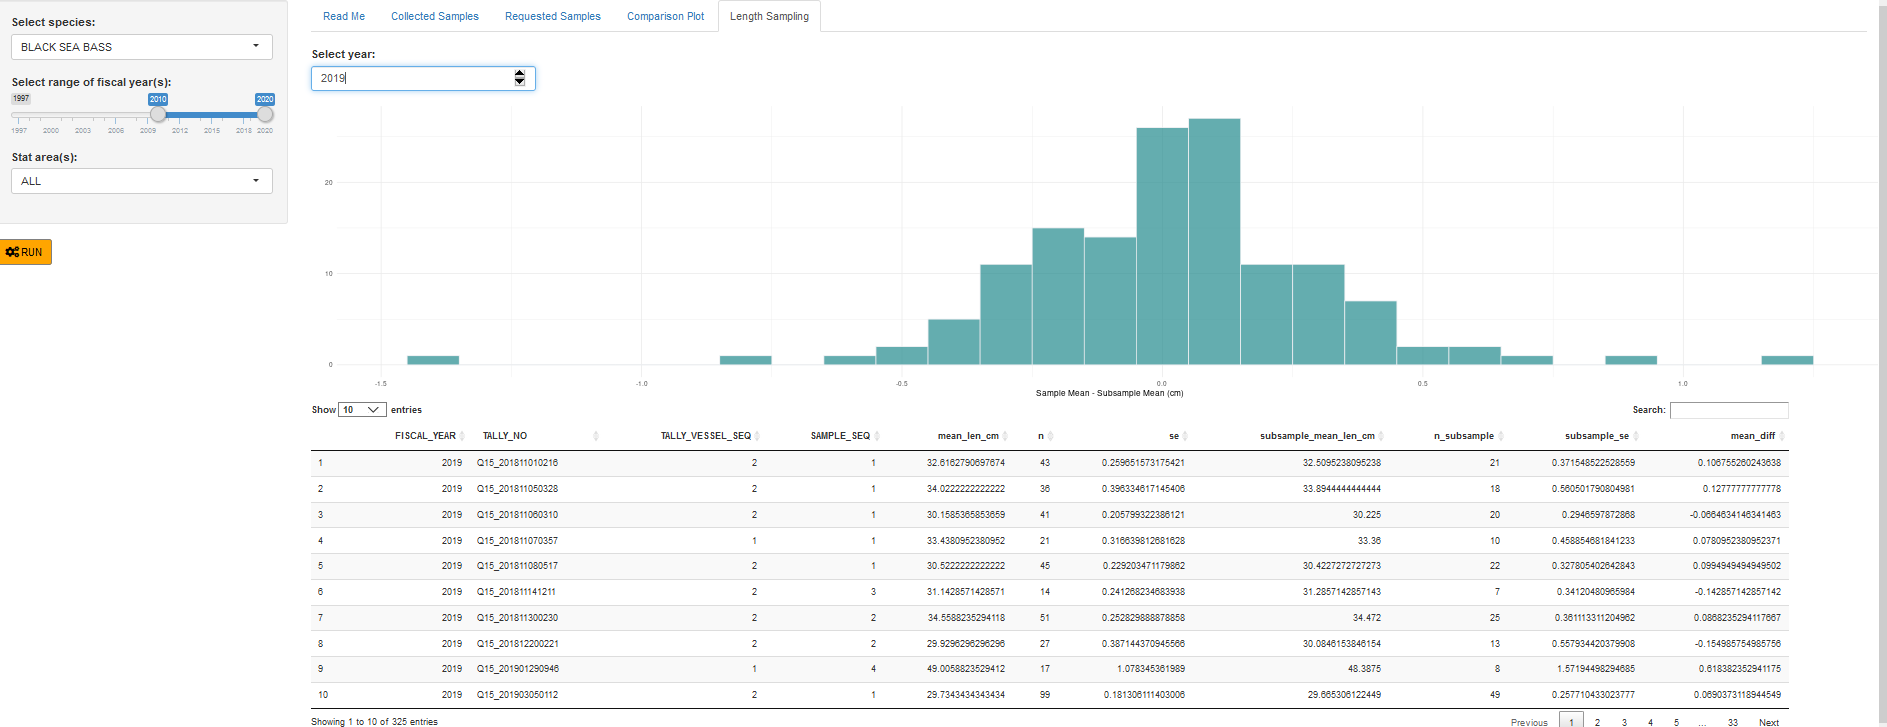 Select species:
BLACK SEA BASS
Select range of fiscal year(s):
1997 2010 2020
1997 2000 2003 2006 2009 2012 2015 2018 2020
Stat area(s):
ALL
RUN
Read Me Collected Samples Requested Samples Comparison Plot Length Sampling
Select year:
2019
20
10
0
-1.5 -1.0 -0.5 0.0 0.5 1.0
Sample Mean - Subsample Mean (cm)
Show 10 entries Search:
FISCAL_YEAR TALLY_NO TALLY_VESSEL_SEQ SAMPLE_SEQ mean_len_cm n se subsample_mean_len_cm n_subsample subsample_se mean_diff
1 2019 Q15_201811010216 2 1 32.6162790697674 43 0.259651573175421 32.5095238095238 21 0.371548522528559 0.106755260243638
2 2019 Q15_201811050328 2 1 34.0222222222222 36 0.396334617145406 33.8944444444444 18 0.560501790804981 0.12777777777778
3 2019 Q15_201811060310 2 1 30.1585365853659 41 0.205799322386121 30.225 20 0.2946597872868 -0.0664634146341463
4 2019 Q15_201811070357 1 1 33.4380952380952 21 0.316639812681628 33.36 10 0.458854681841233 0.0780952380952371
5 2019 Q15_201811080517 2 1 30.5222222222222 45 0.229203471179862 30.4227272727273 22 0.327805402642843 0.0994949494949502
6 2019 Q15_201811141211 2 3 31.1428571428571 14 0.241268234683938 31.2857142857143 7 0.34120480965984 -0.142857142857142
7 2019 Q15_201811300230 2 2 34.5588235294118 51 0.252829888878858 34.472 25 0.361113311204962 0.0868235294117667
8 2019 Q15_201812200221 2 2 29.9296296296296 27 0.387144370945566 30.0846153846154 13 0.557934420379908 -0.154985754985756
9 2019 Q15_201901290946 1 4 49.0058823529412 17 1.078345361989 48.3875 8 1.57194498294685 0.618382352941175
10 2019 Q15_201903050112 2 1 29.7343434343434 99 0.181306111403006 29.665306122449 49 0.257710433023777 0.0690373118944549
Showing 1 to 10 of 325 entries Previous 1 2 3 4 5 ... 33 Next